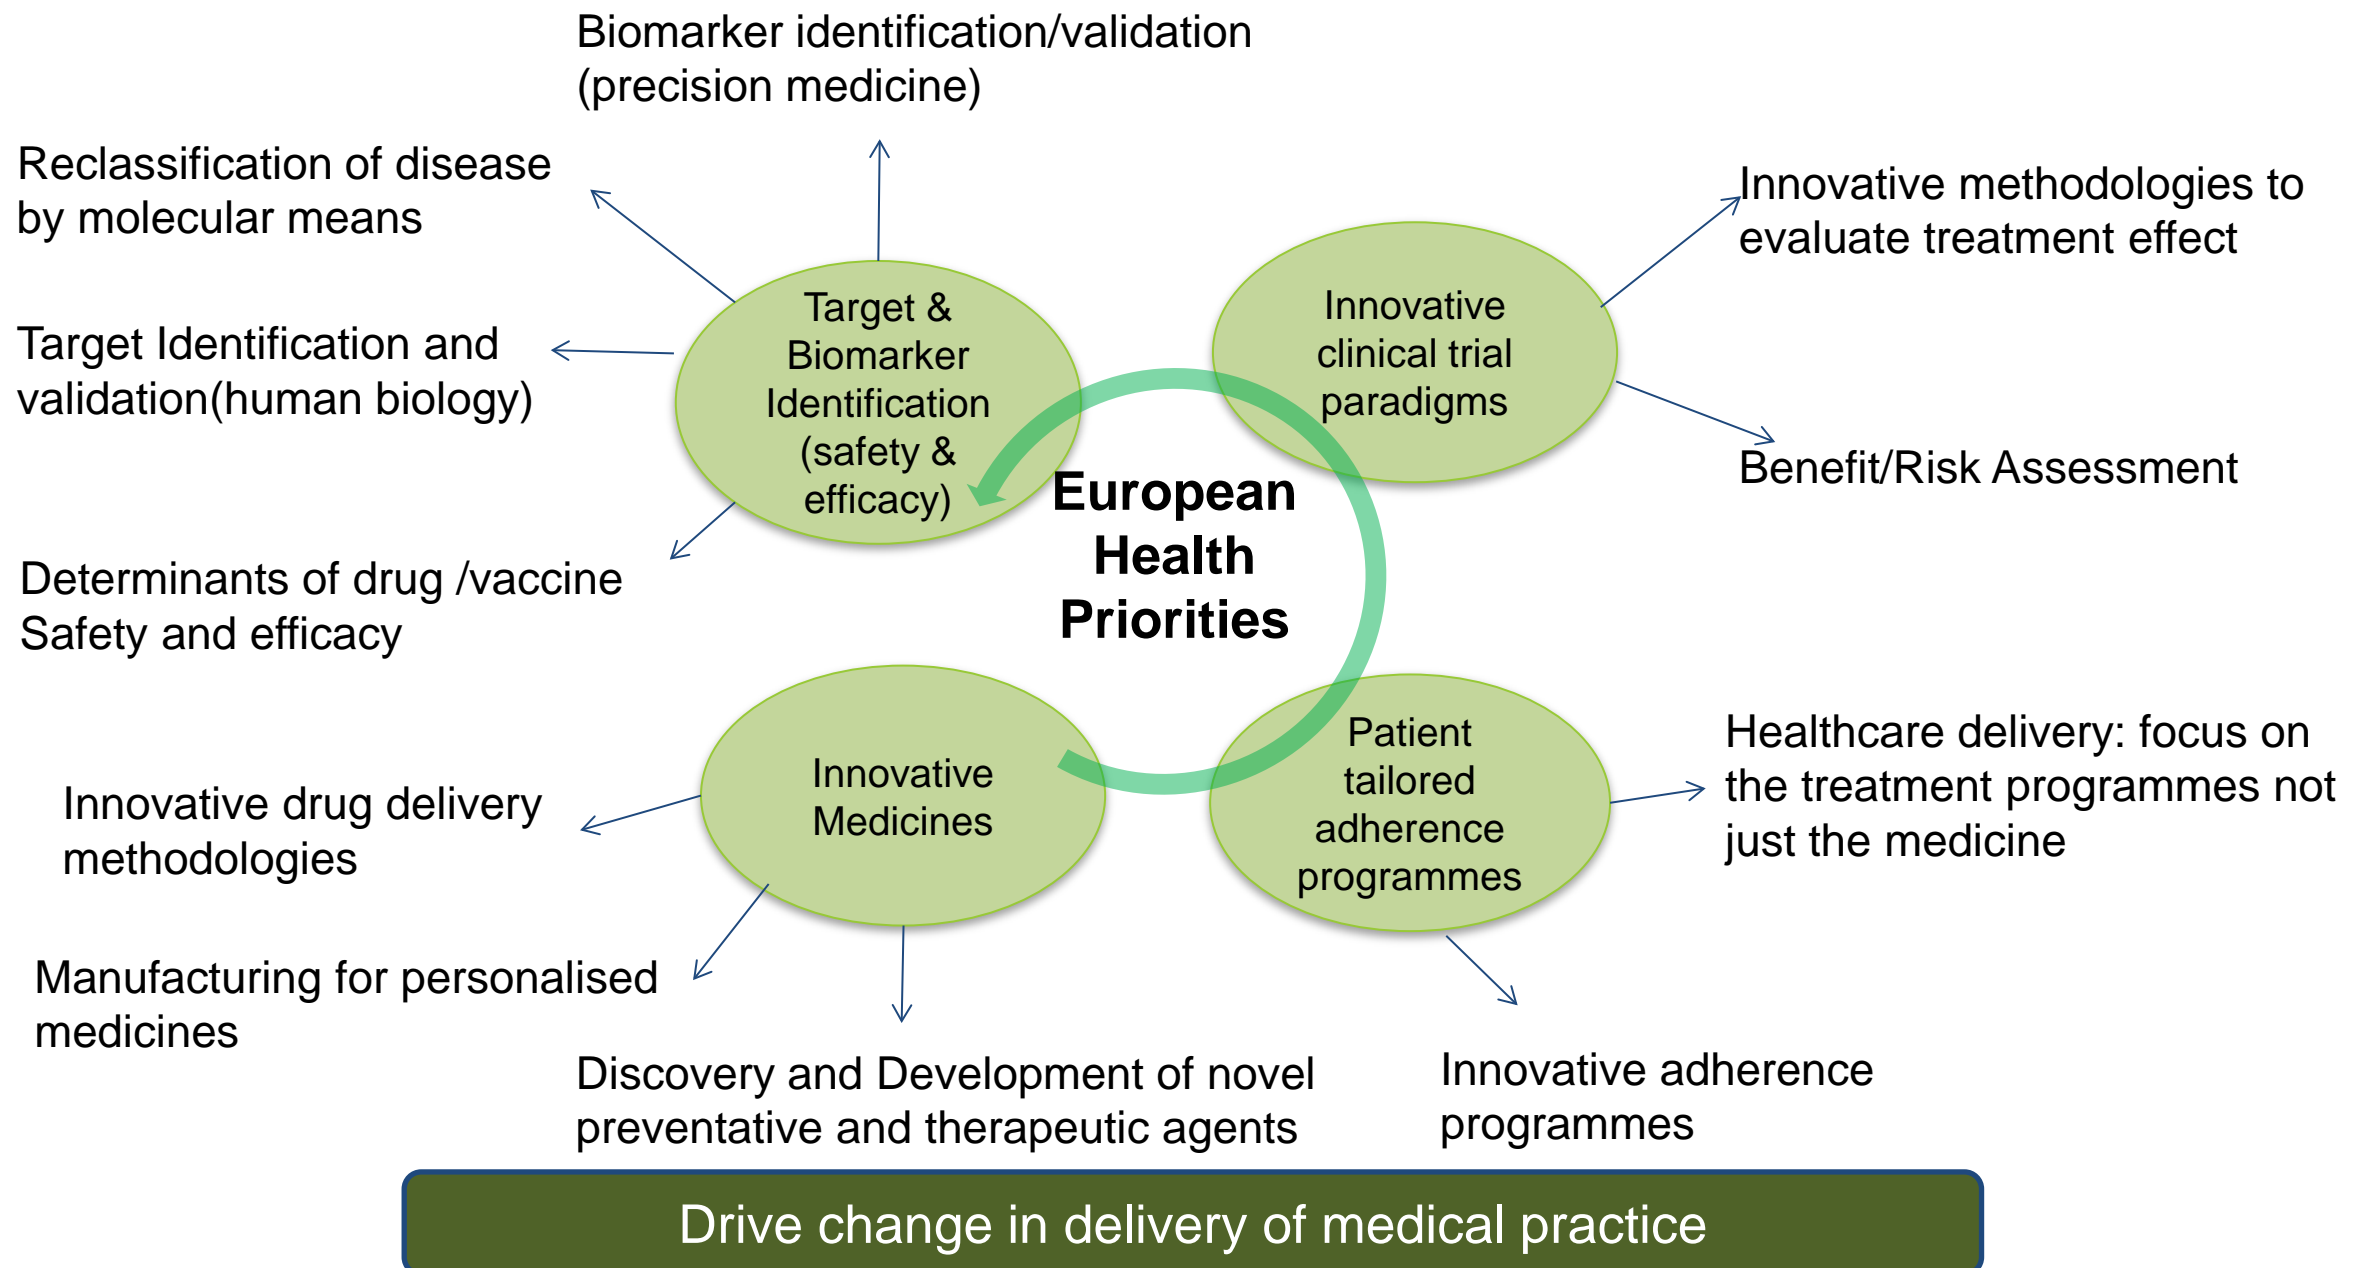 Biomarker identification/validation
(precision medicine)
Reclassification of disease
by molecular means
Target Identification and
validation(human biology)
Determinants of drug /vaccine
Safety and efficacy
Target &
Biomarker
Identification
(safety &
efficacy)
Innovative
clinical trial
paradigms
Innovative methodologies to
evaluate treatment effect
Benefit/Risk Assessment
European
Health
Priorities
Innovative
Medicines
Patient
tailored
adherence
programmes
Healthcare delivery: focus on
the treatment programmes not
just the medicine
Innovative drug delivery
methodologies
Manufacturing for personalised
medicines
Discovery and Development of novel
preventative and therapeutic agents
Innovative adherence
programmes
Drive change in delivery of medical practice